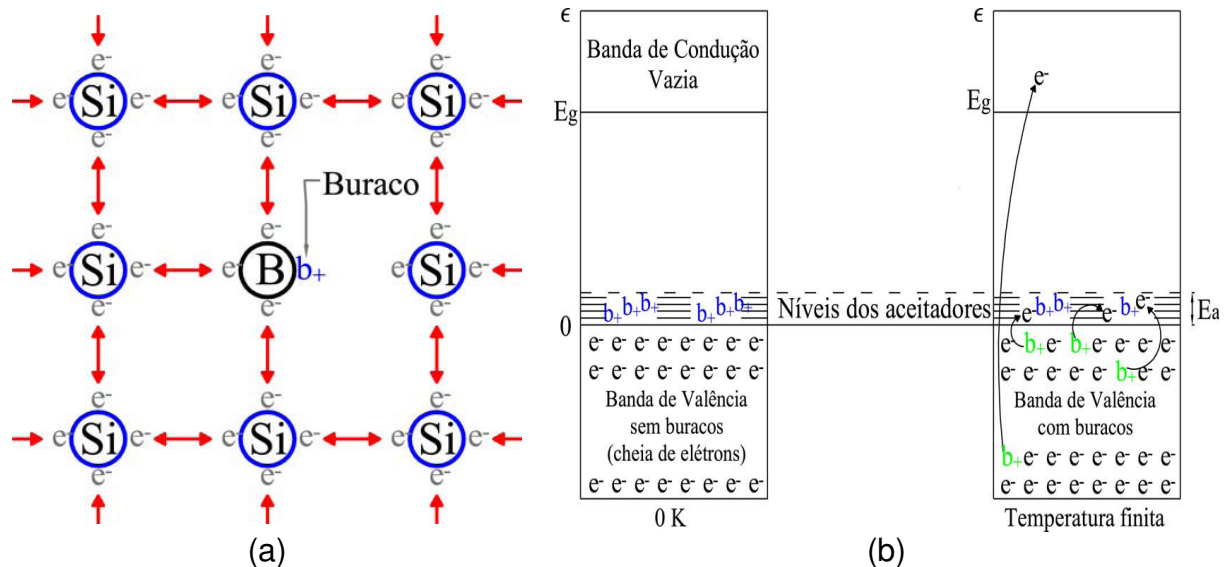 e- e- e-
e- Si e- e- Si e- e- Si e-
e- e- e-
Buraco
e- e- e-
e- Si e- e- B b+ e- Si e-
e- e- e-
e- e- e-
e- Si e- e- Si e- e- Si e-
e- e- e-
(a)
ϵ
Banda de Condução
Vazia
Eg
b+b+b+ b+b+b+
0
e- e- e- e- e- e- e-
e- e- e- e- e- e- e-
Banda de Valência
sem buracos
(cheia de elétrons)
e- e- e- e- e- e- e-
0 K
Níveis dos aceitadores
ϵ
e-
Eg
e- b+b+ e- b+ e-
Ea
e- b+ e- b+ e- e- e-
e- e- e- e- e- b+ e-
Banda de Valência
com buracos
b+ e- e- e- e- e- e-
e- e- e- e- e- e- e-
Temperatura finita
(b)